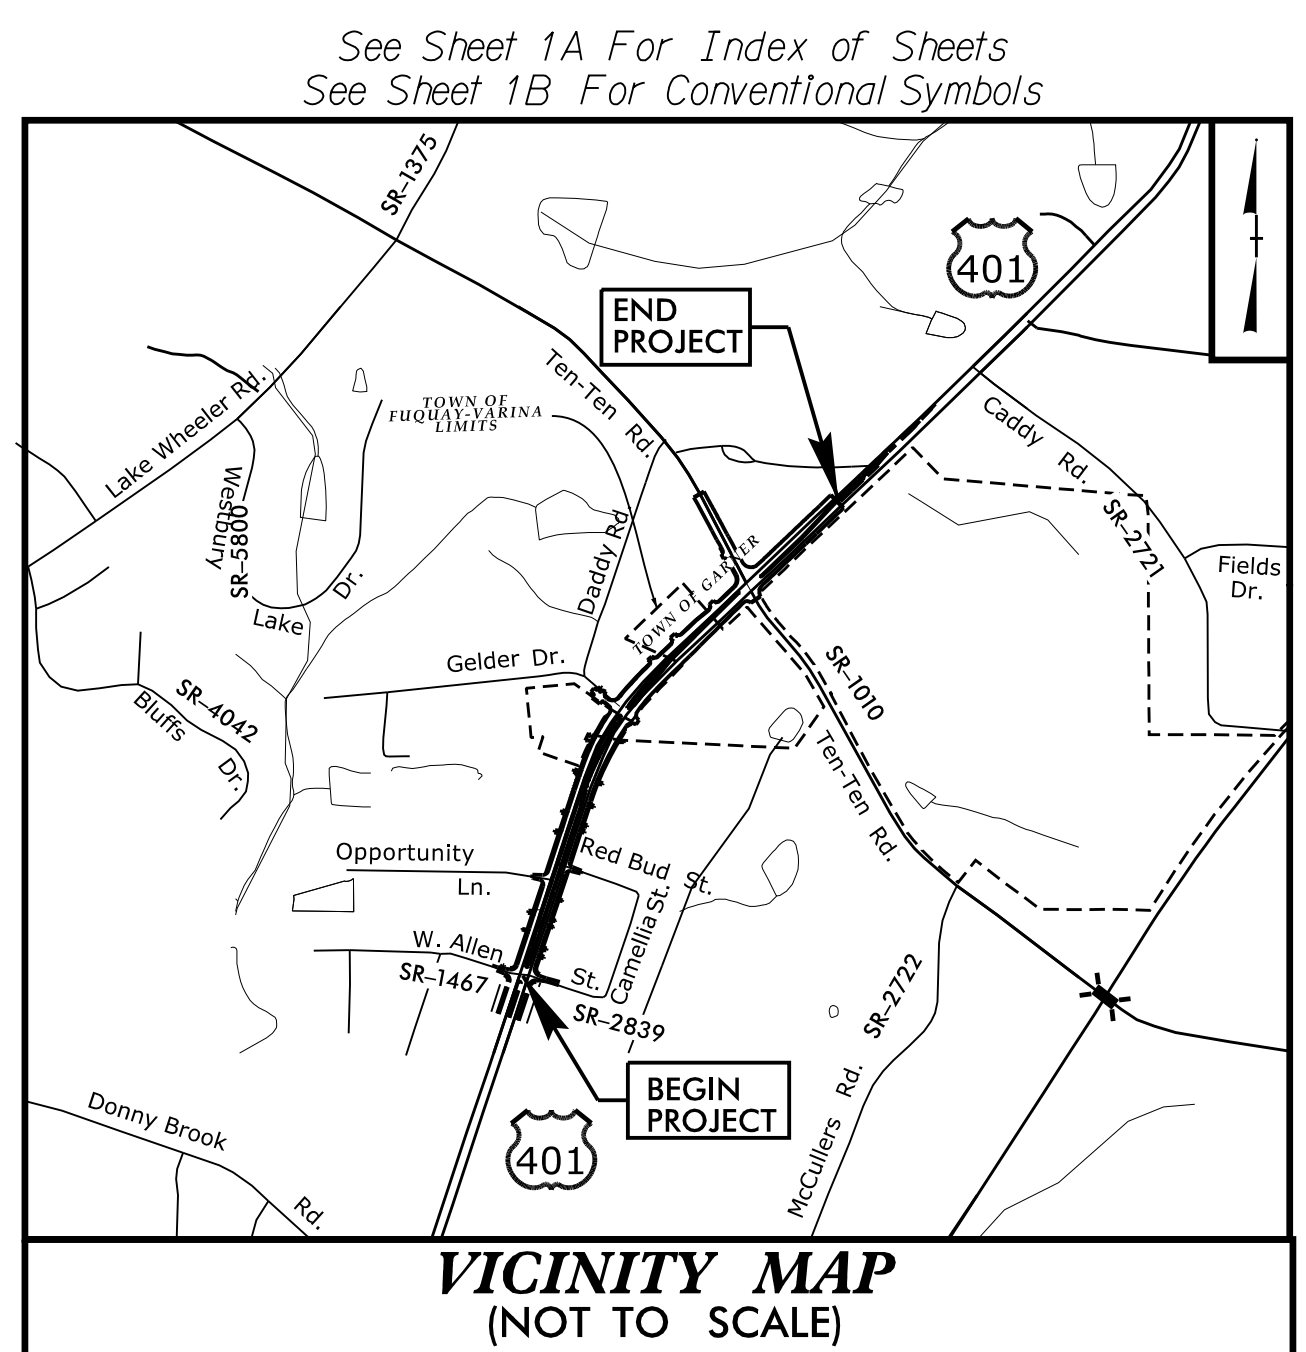 See Sheet 1A For Index of Sheets
See Sheet 1B For Conventional Symbols
SR-1375
401
END
PROJECT
Ten-Ten Rd.
TOWN OF
FUQUAY-VARINA
LIMITS
Lake Wheeler Rd.
Caddy Rd.
SR-2721
Westbury
SR-5800
Lake Dr.
Daddy Rd.
TOWN OF GARNER
Fields
Dr.
Gelder Dr.
SR-1010
SR-4042
Bluffs Dr.
Ten-Ten Rd.
Opportunity
Ln.
Red Bud St.
Camellia St.
W. Allen St.
SR-1467
SR-2839
SR-2722
McCullers Rd.
BEGIN
PROJECT
401
Donny Brook Rd.
VICINITY MAP
(NOT TO SCALE)